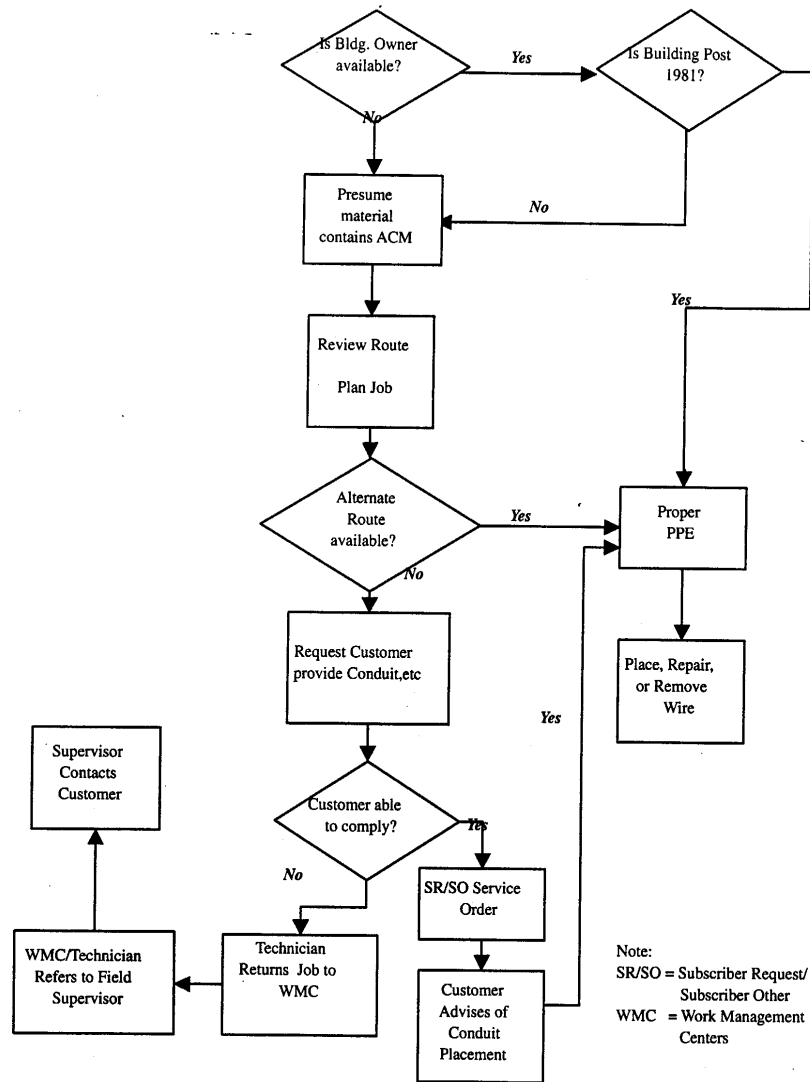 Is Bldg. Owner
available?
Yes
Is Building Post
1981?
No
Presume
material
contains ACM
No
Yes
Review Route
Plan Job
Alternate
Route
available?
Yes
Proper
PPE
No
Request Customer
provide Conduit,etc
Place, Repair,
or Remove
Wire
Yes
Supervisor
Contacts
Customer
Customer able
to comply?
Yes
No
SR/SO Service
Order
WMC/Technician
Refers to Field
Supervisor
Technician
Returns Job to
WMC
Customer
Advises of
Conduit
Placement
Note:
SR/SO = Subscriber Request/
Subscriber Other
WMC = Work Management
Centers